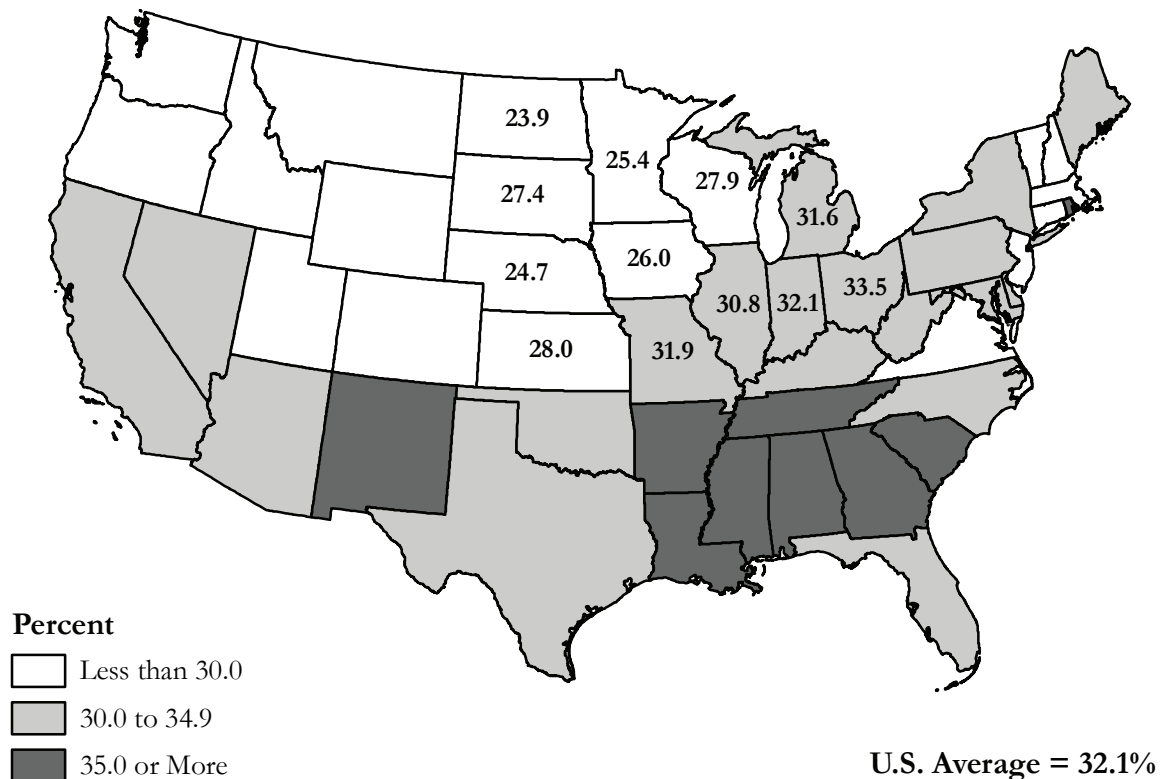 23.9
25.4
27.9
27.4
31.6
26.0
24.7
30.8
32.1
33.5
28.0
31.9
Percent
Less than 30.0
30.0 to 34.9
35.0 or More
U.S. Average = 32.1%